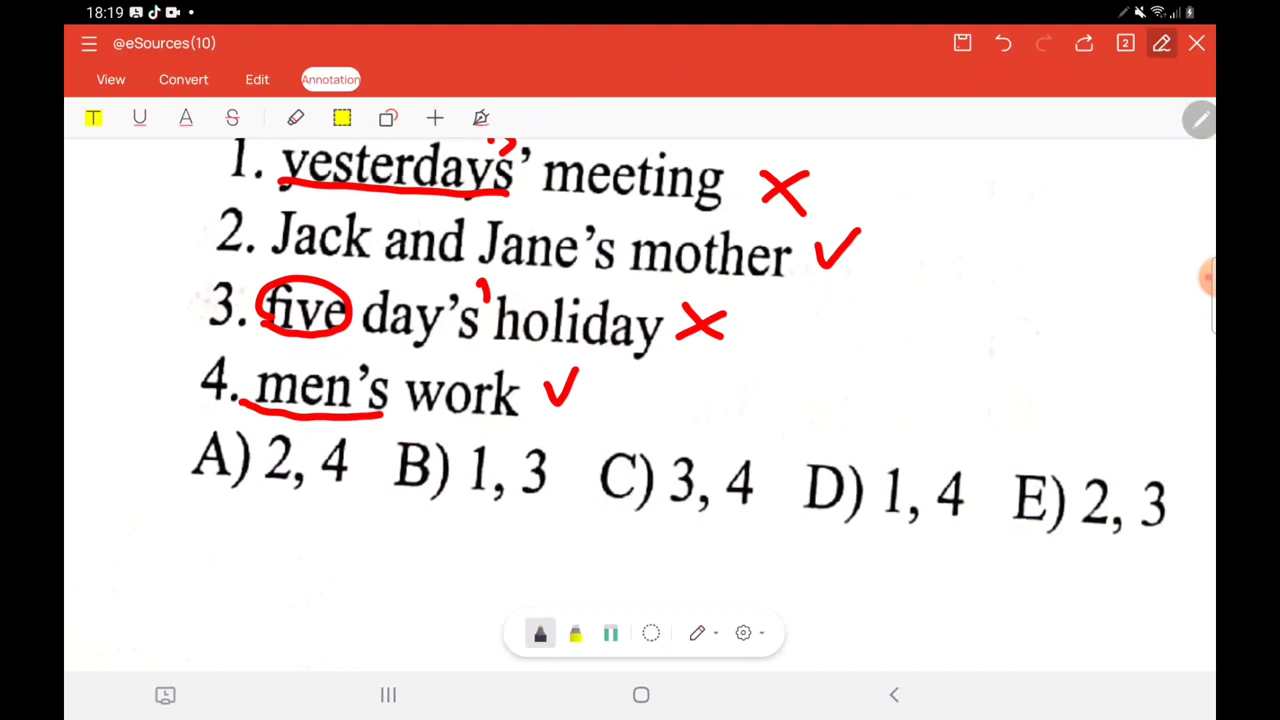 18:19
@eSources(10)
2
View Convert Edit Annotation
T U A S
1. yesterdays’ meeting
2. Jack and Jane’s mother
3. five day’s holiday
4. men’s work
A) 2, 4 B) 1, 3 C) 3, 4 D) 1, 4 E) 2, 3